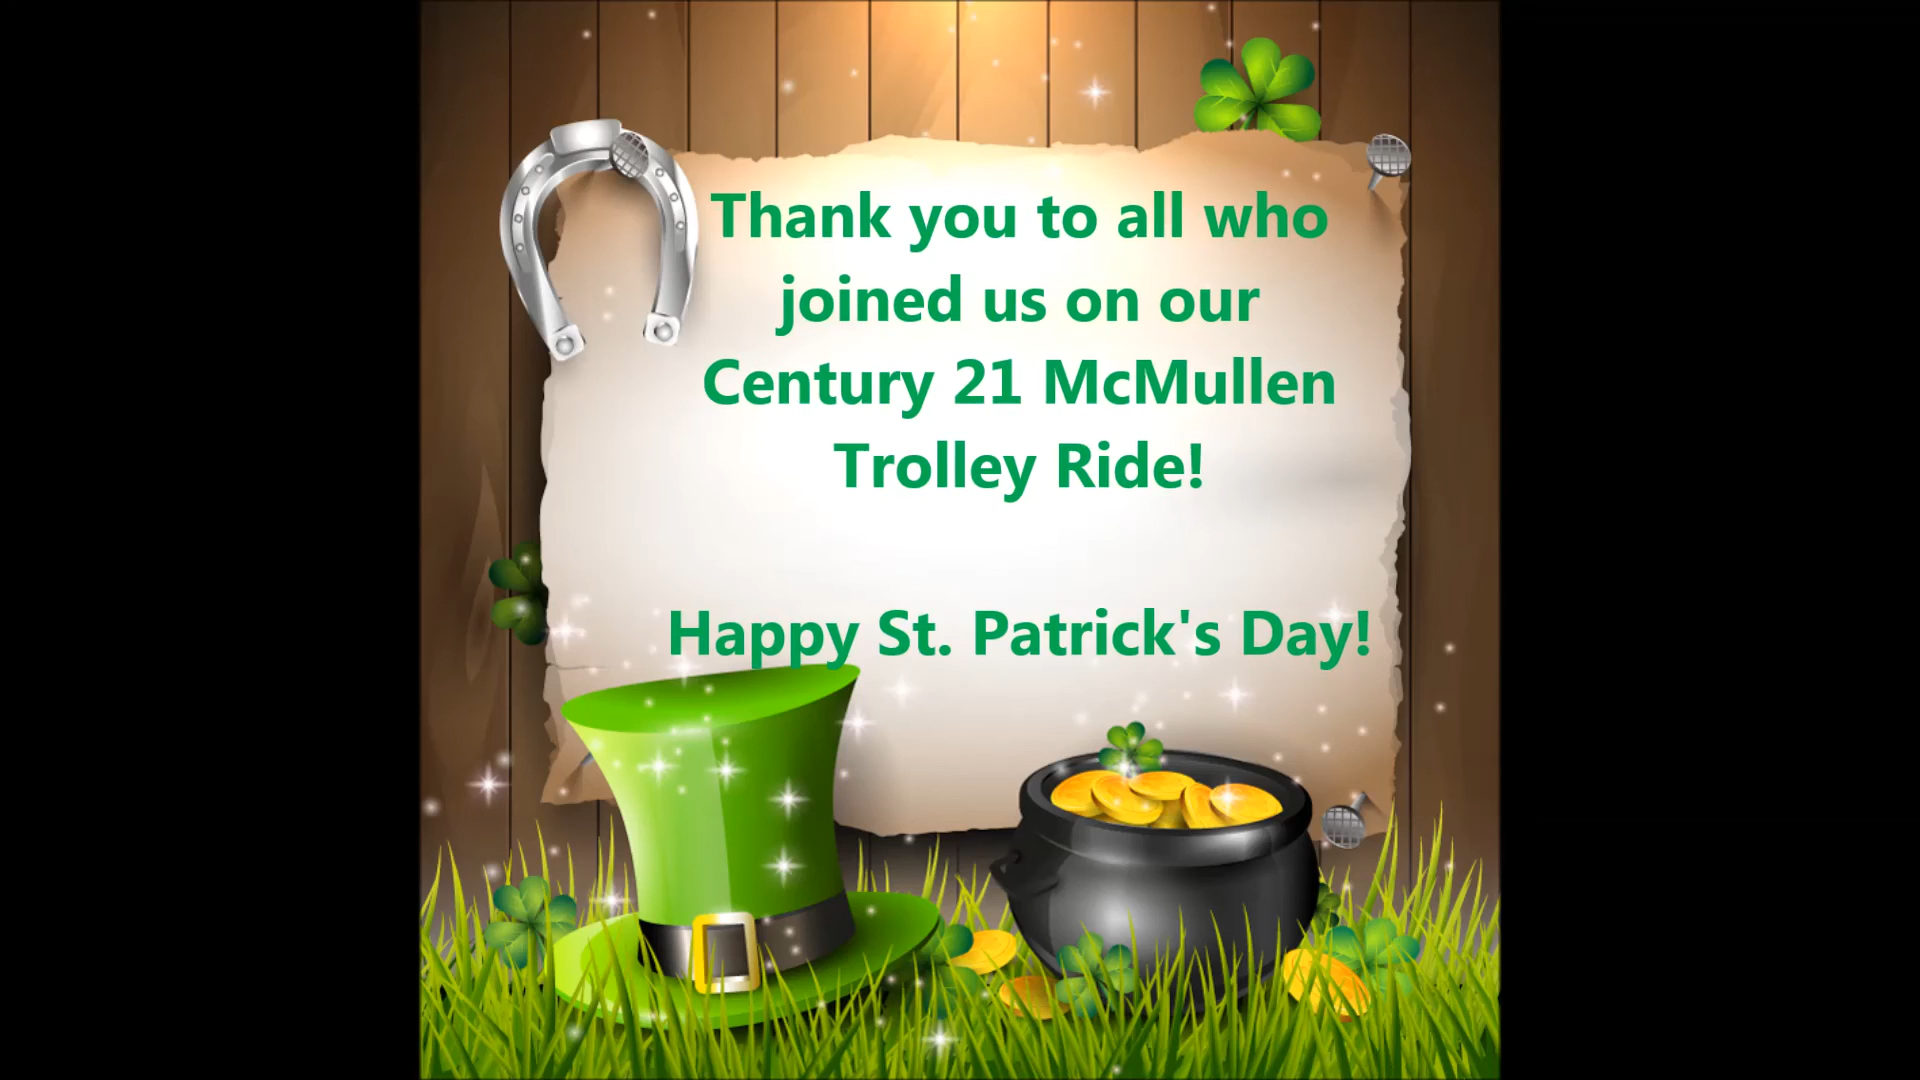 Thank you to all who
joined us on our
Century 21 McMullen
Trolley Ride!
Happy St. Patrick's Day!